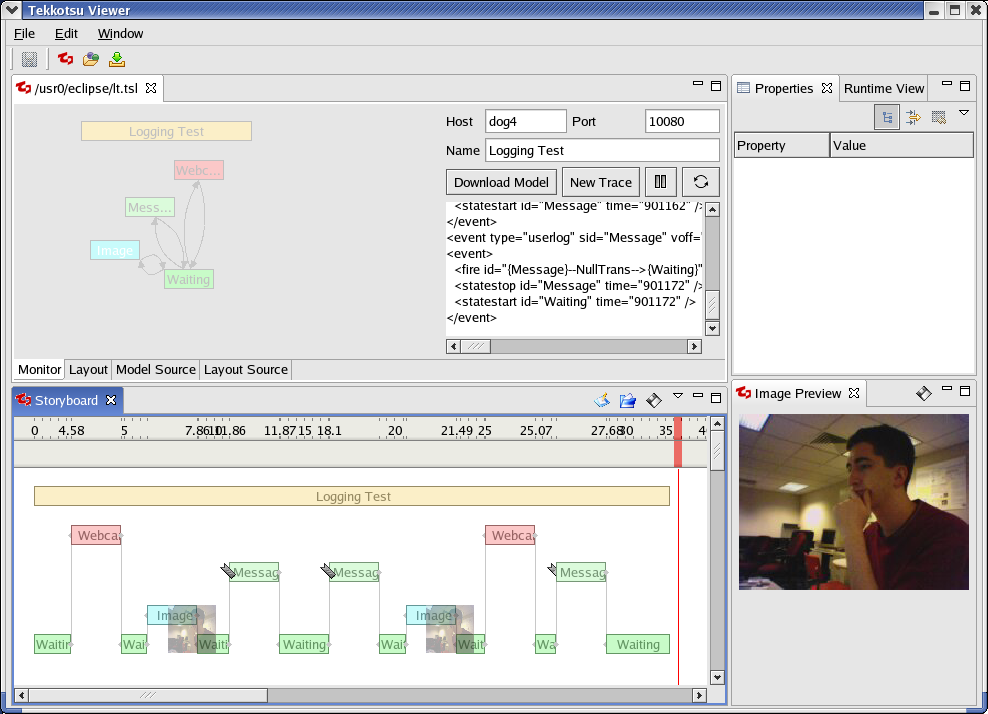 Tekkotsu Viewer
File Edit Window
/usr0/eclipse/lt.tsl
Properties Runtime View
Logging Test
Webc...
Mess...
Image
Waiting
Host dog4 Port 10080
Name Logging Test
Download Model New Trace
<statestart id="Message" time="901162" />
</event>
<event type="userlog" sid="Message" voff="
<event>
<fire id="{Message}--NullTrans-->{Waiting}"
<statestop id="Message" time="901172" />
<statestart id="Waiting" time="901172" />
</event>
Property Value
Monitor Layout Model Source Layout Source
Storyboard
Image Preview
0 4.58 5 7.86 10 11.86 11.87 15 18.1 20 21.49 25 25.07 27.68 30 35 40
Logging Test
Webca
Webca
Messag
Messag
Messag
Image
Image
Waitin
Wai
Waiti
Waiting
Wai
Wait
Wa
Waiting